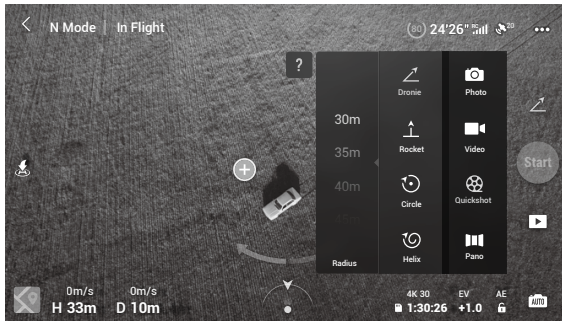 N Mode In Flight
80 24'26" H RC 20
?
Dronie Photo
30m
35m Rocket Video
Start
40m
Circle Quickshot
Radius Helix Pano
0m/s 0m/s
H 33m D 10m
4K 30 EV AE
1:30:26 +1.0
AUTO